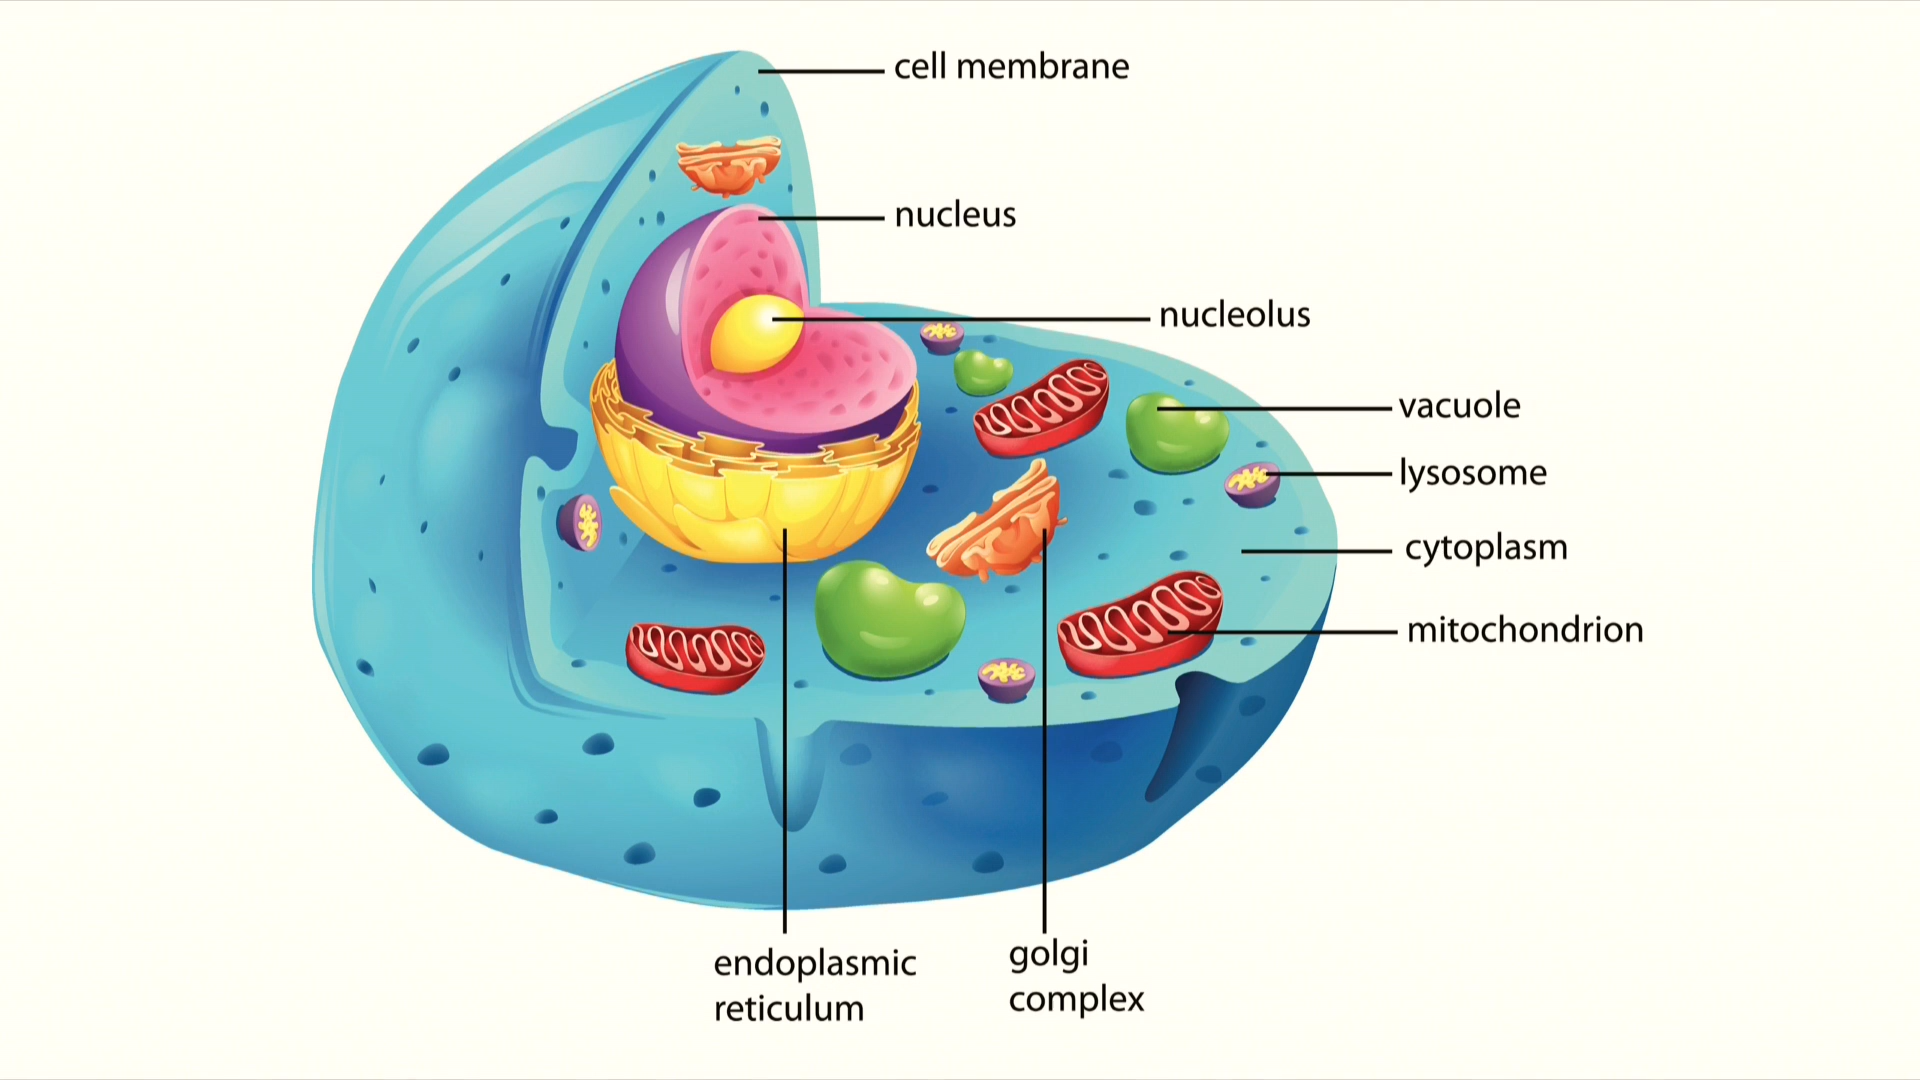 cell membrane
nucleus
nucleolus
vacuole
lysosome
cytoplasm
mitochondrion
endoplasmic
reticulum
golgi
complex